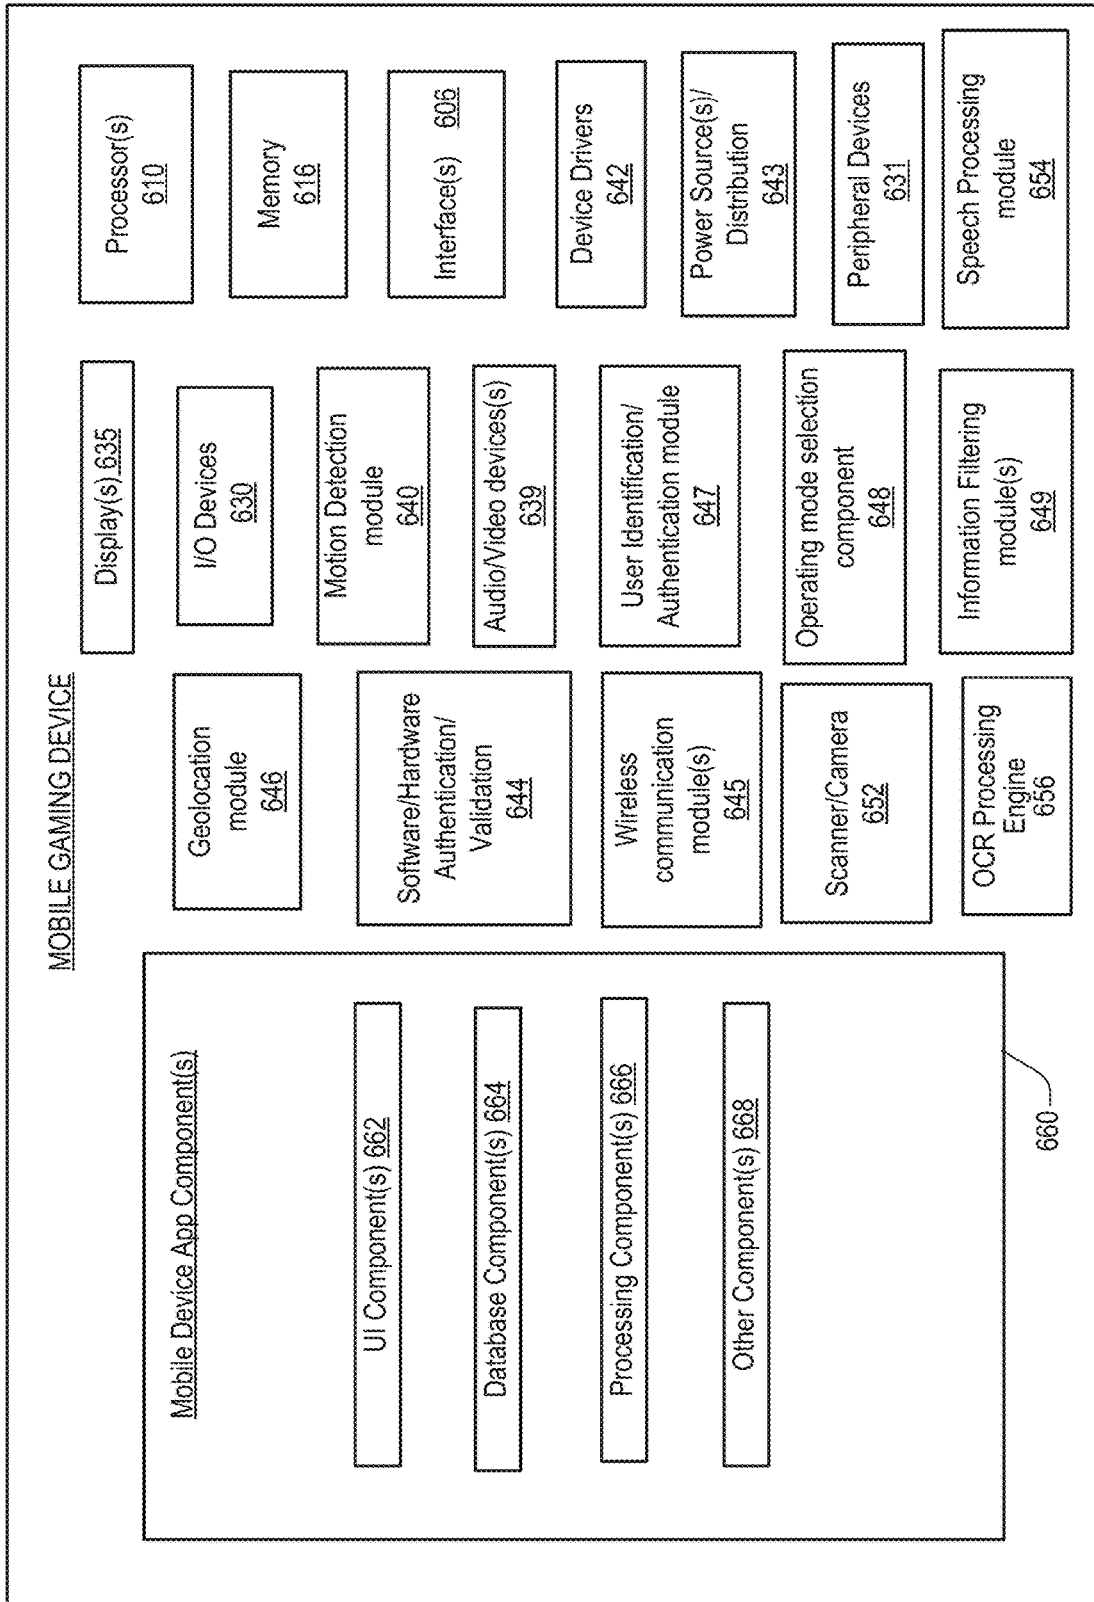 MOBILE GAMING DEVICE
Mobile Device App Component(s)
UI Component(s) 662
Database Component(s) 664
Processing Component(s) 666
Other Component(s) 668
660
Geolocation
module
646
Software/Hardware
Authentication/
Validation
644
Wireless
communication
module(s)
645
Scanner/Camera
652
OCR Processing
Engine
656
Display(s) 635
I/O Devices
630
Motion Detection
module
640
Audio/Video devices(s)
639
User Identification/
Authentication module
647
Operating mode selection
component
648
Information Filtering
module(s)
649
Processor(s)
610
Memory
616
Interface(s) 606
Device Drivers
642
Power Source(s)/
Distribution
643
Peripheral Devices
631
Speech Processing
module
654